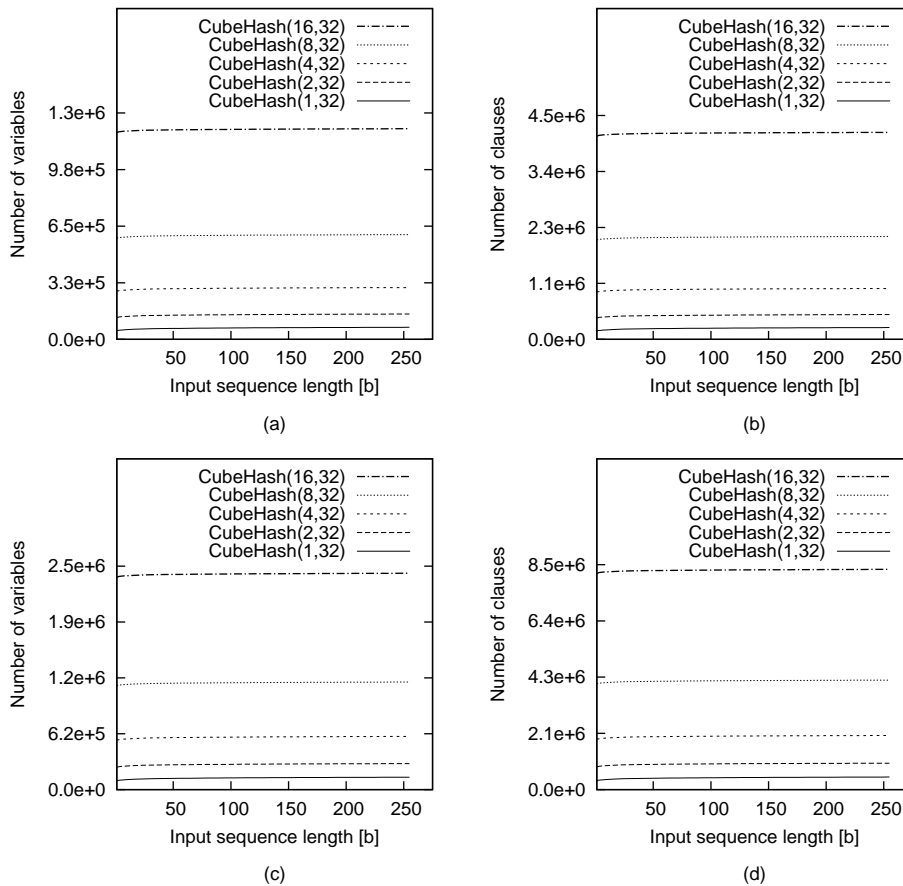 CubeHash(16,32)
CubeHash(8,32)
CubeHash(4,32)
CubeHash(2,32)
CubeHash(1,32)
Number of variables
1.3e+6
9.8e+5
6.5e+5
3.3e+5
0.0e+0
50 100 150 200 250
Input sequence length [b]
(a)
CubeHash(16,32)
CubeHash(8,32)
CubeHash(4,32)
CubeHash(2,32)
CubeHash(1,32)
Number of clauses
4.5e+6
3.4e+6
2.3e+6
1.1e+6
0.0e+0
50 100 150 200 250
Input sequence length [b]
(b)
CubeHash(16,32)
CubeHash(8,32)
CubeHash(4,32)
CubeHash(2,32)
CubeHash(1,32)
Number of variables
2.5e+6
1.9e+6
1.2e+6
6.2e+5
0.0e+0
50 100 150 200 250
Input sequence length [b]
(c)
CubeHash(16,32)
CubeHash(8,32)
CubeHash(4,32)
CubeHash(2,32)
CubeHash(1,32)
Number of clauses
8.5e+6
6.4e+6
4.3e+6
2.1e+6
0.0e+0
50 100 150 200 250
Input sequence length [b]
(d)